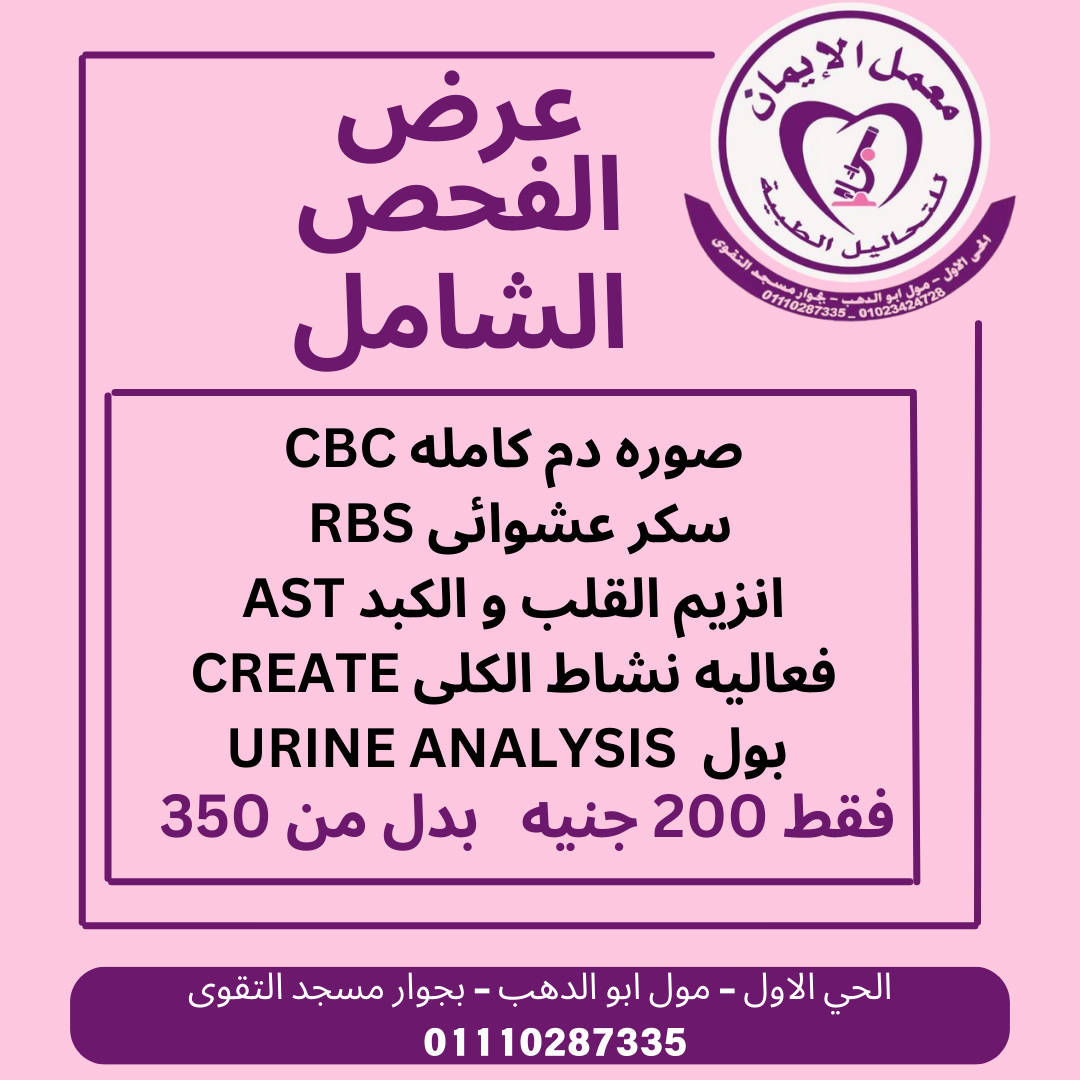 معمل الإيمان
للتحاليل الطبية
الحي الاول - مول ابو الدهب - بجوار مسجد التقوى
01110287335 - 01023424728
عرض
الفحص
الشامل
صوره دم كامله CBC
سكر عشوائى RBS
انزيم القلب و الكبد AST
فعاليه نشاط الكلى CREATE
بول URINE ANALYSIS
فقط 200 جنيه بدل من 350
الحي الاول - مول ابو الدهب - بجوار مسجد التقوى
01110287335